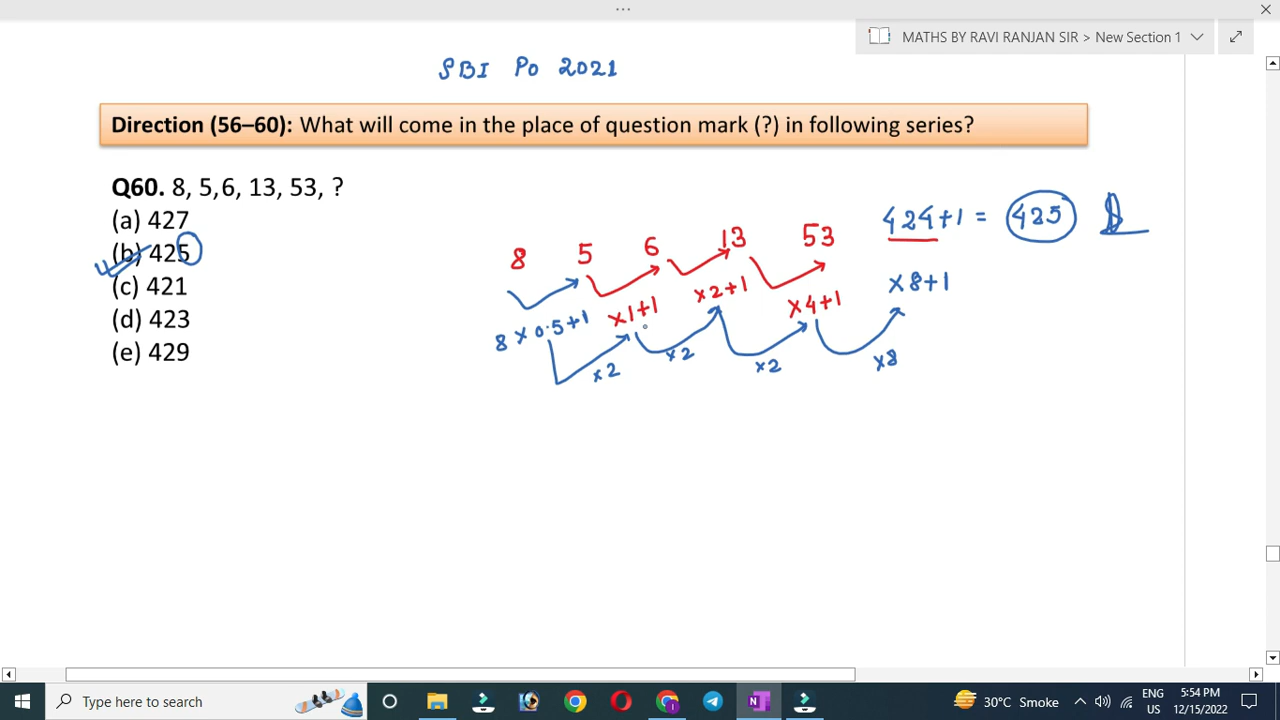 MATHS BY RAVI RANJAN SIR > New Section 1
SBI Po 2021
Direction (56–60): What will come in the place of question mark (?) in following series?
Q60. 8, 5,6, 13, 53, ?
(a) 427
(b) 425
(c) 421
(d) 423
(e) 429
424+1 = 425
8 5 6 13 53
8 ×0.5+1 ×1+1 ×2+1 ×4+1 ×8+1
×2 ×2 ×2 ×8
Type here to search
30°C Smoke
ENG
US
5:54 PM
12/15/2022